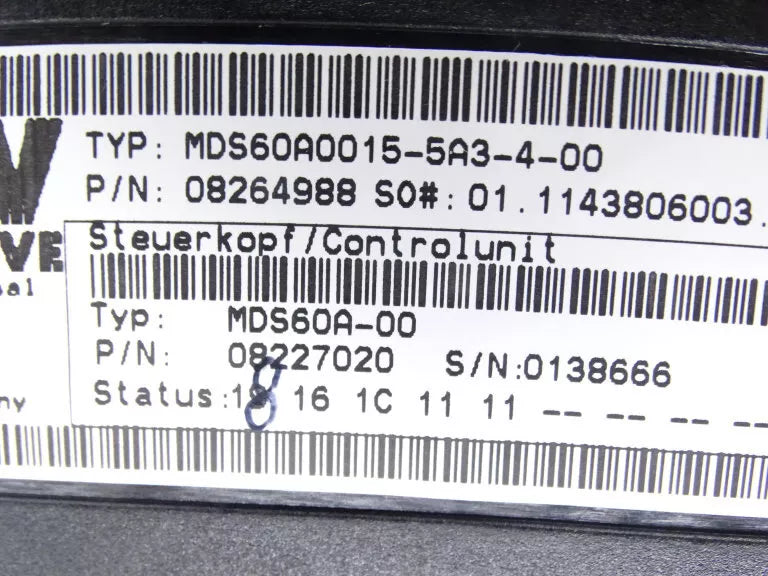 TYP: MDS60A0015-5A3-4-00
P/N: 08264988 SO#: 01.1143806003.
Steuerkopf/Controlunit
Typ: MDS60A-00
P/N: 08227020 S/N:0138666
Status:18 16 1C 11 11 -- -- -- --